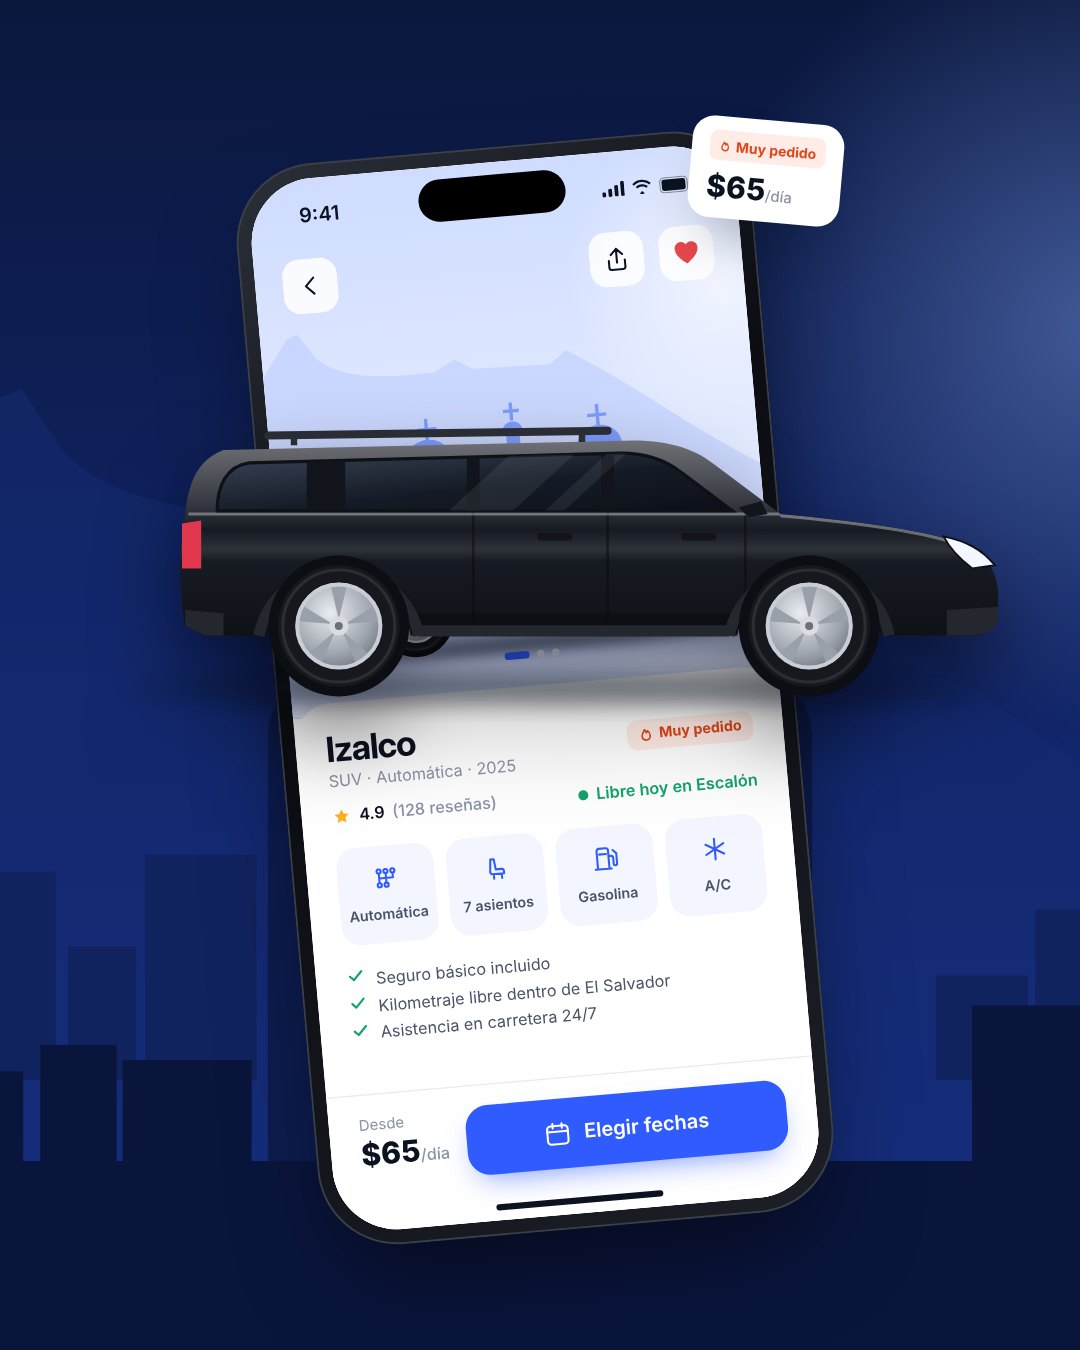 Muy pedido
$65/día
9:41
Izalco
Muy pedido
SUV · Automática · 2025
4.9 (128 reseñas)
Libre hoy en Escalón
Automática
7 asientos
Gasolina
A/C
Seguro básico incluido
Kilometraje libre dentro de El Salvador
Asistencia en carretera 24/7
Desde
$65/día
Elegir fechas